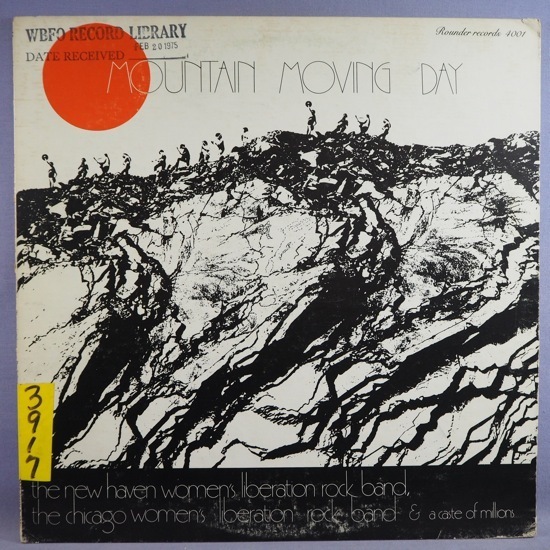 WBFO RECORD LIBRARY
FEB 20 1975
DATE RECEIVED
Rounder records 4001
MOUNTAIN MOVING DAY
3917
the new haven women's liberation rock band,
the chicago women's liberation rock band & a caste of millions.